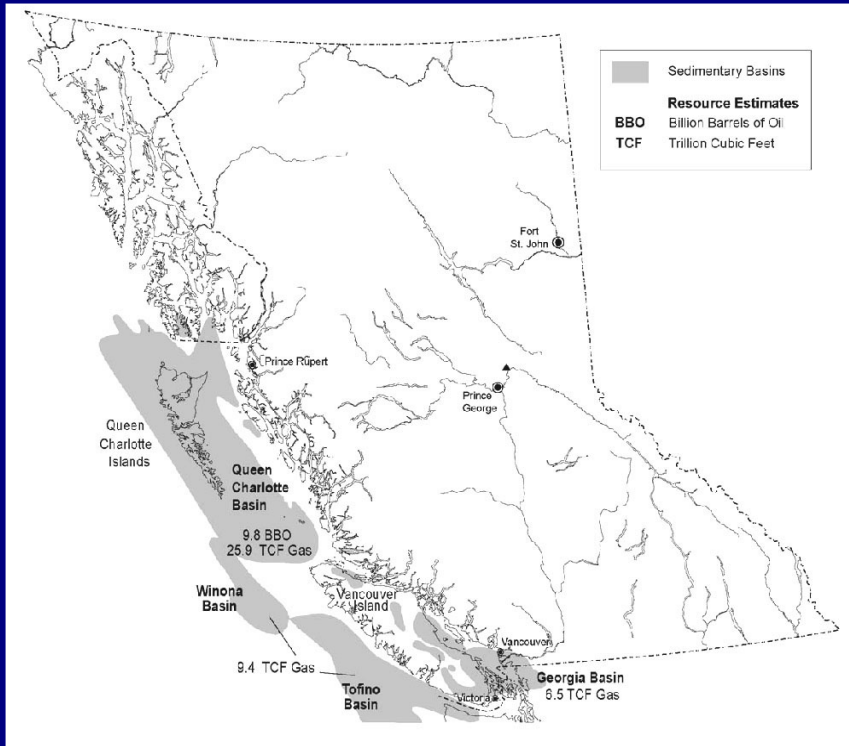 Sedimentary Basins
Resource Estimates
BBO Billion Barrels of Oil
TCF Trillion Cubic Feet
Fort
St. John
Prince Rupert
Prince
George
Queen
Charlotte
Islands
Queen
Charlotte
Basin
9.8 BBO
25.9 TCF Gas
Winona
Basin
Vancouver
Island
Vancouver
9.4 TCF Gas
Tofino
Basin
Victoria
Georgia Basin
6.5 TCF Gas